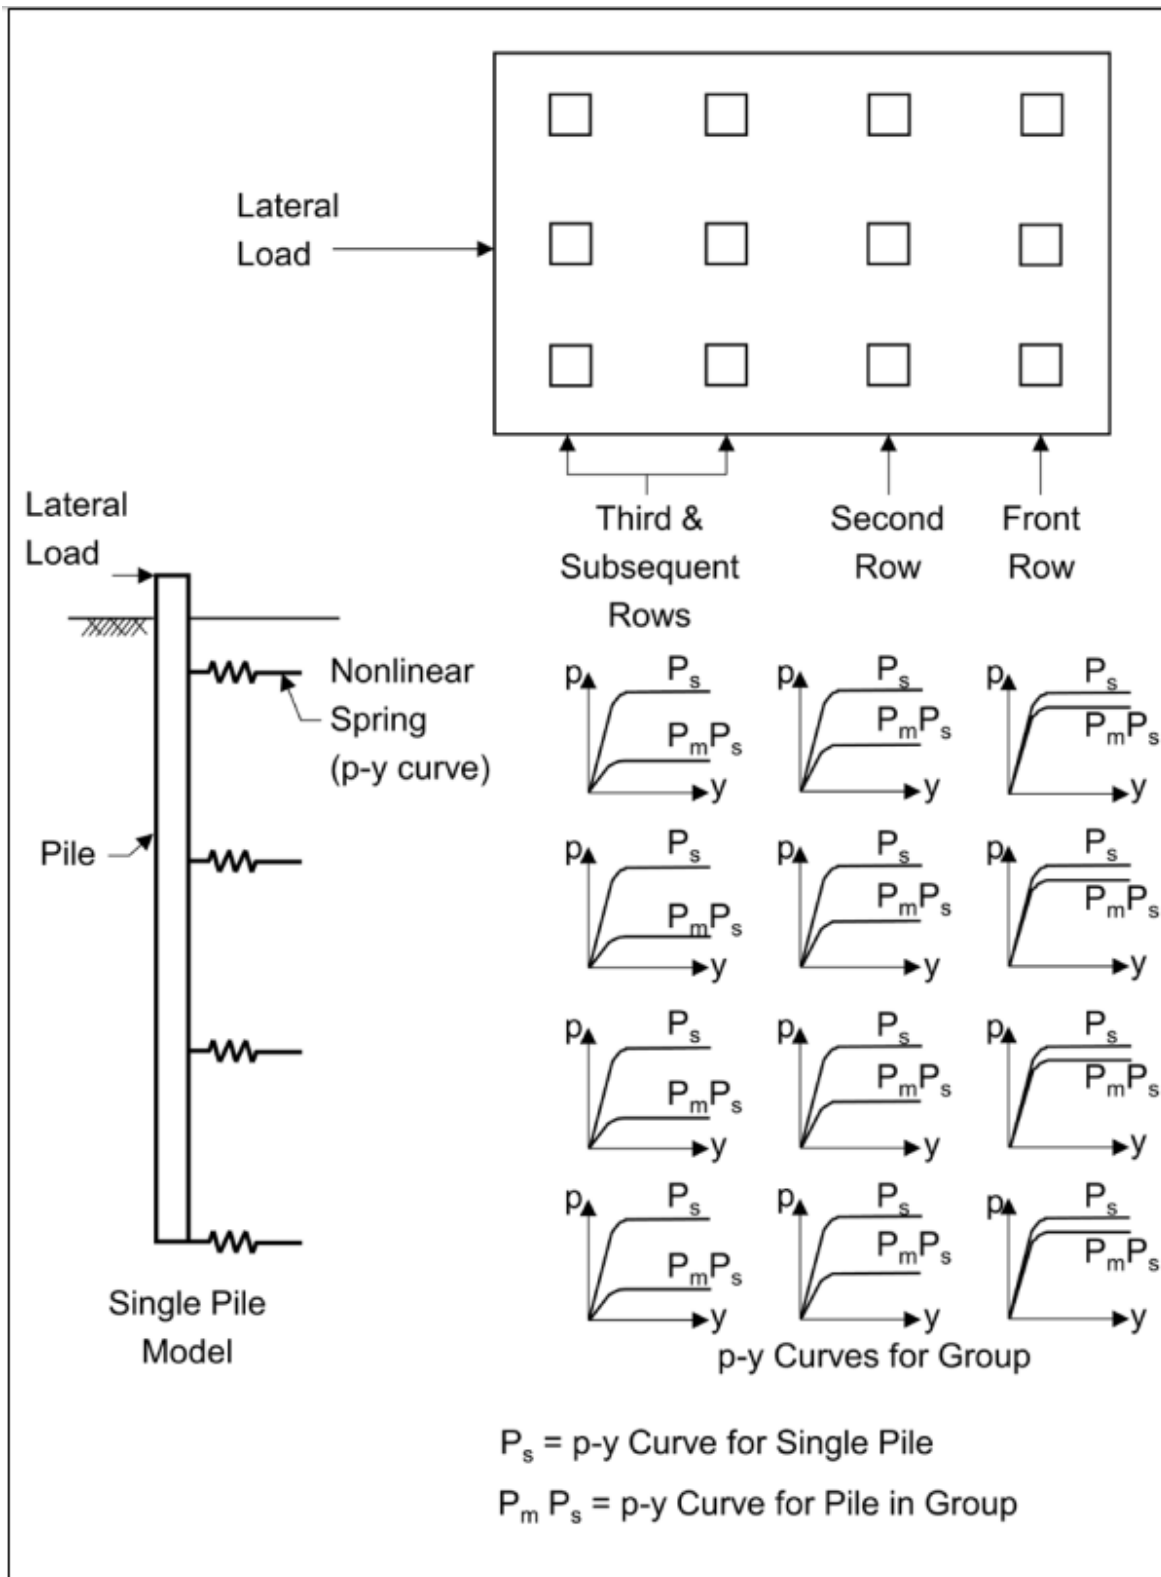 Lateral
Load
Third &
Subsequent
Rows
Second
Row
Front
Row
Lateral
Load
Nonlinear
Spring
(p-y curve)
Pile
Single Pile
Model
p Ps PmPs y
p Ps PmPs y
p Ps PmPs y
p Ps PmPs y
p Ps PmPs y
p Ps PmPs y
p Ps PmPs y
p Ps PmPs y
p Ps PmPs y
p Ps PmPs y
p Ps PmPs y
p Ps PmPs y
p-y Curves for Group
Ps = p-y Curve for Single Pile
Pm Ps = p-y Curve for Pile in Group